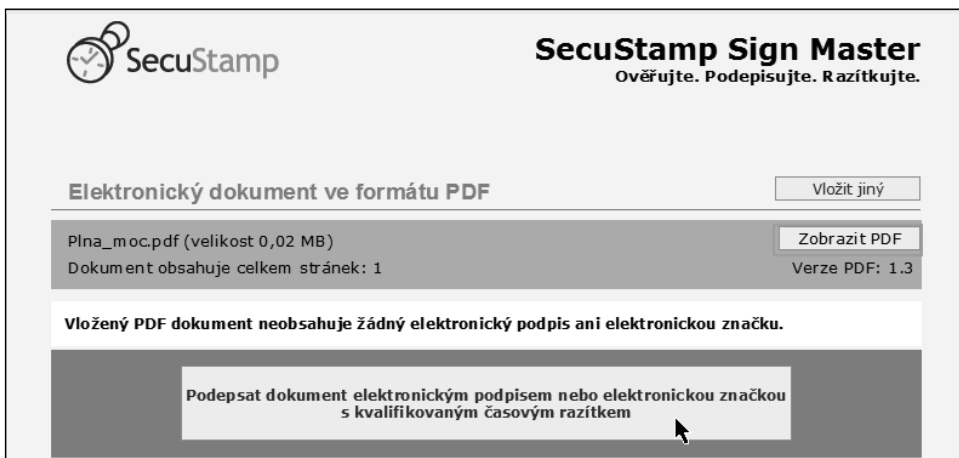 SecuStamp
SecuStamp Sign Master
Ověřujte. Podepisujte. Razítkujte.
Elektronický dokument ve formátu PDF
Vložit jiný
Plna_moc.pdf (velikost 0,02 MB)
Zobrazit PDF
Dokument obsahuje celkem stránek: 1
Verze PDF: 1.3
Vložený PDF dokument neobsahuje žádný elektronický podpis ani elektronickou značku.
Podepsat dokument elektronickým podpisem nebo elektronickou značkou
s kvalifikovaným časovým razítkem